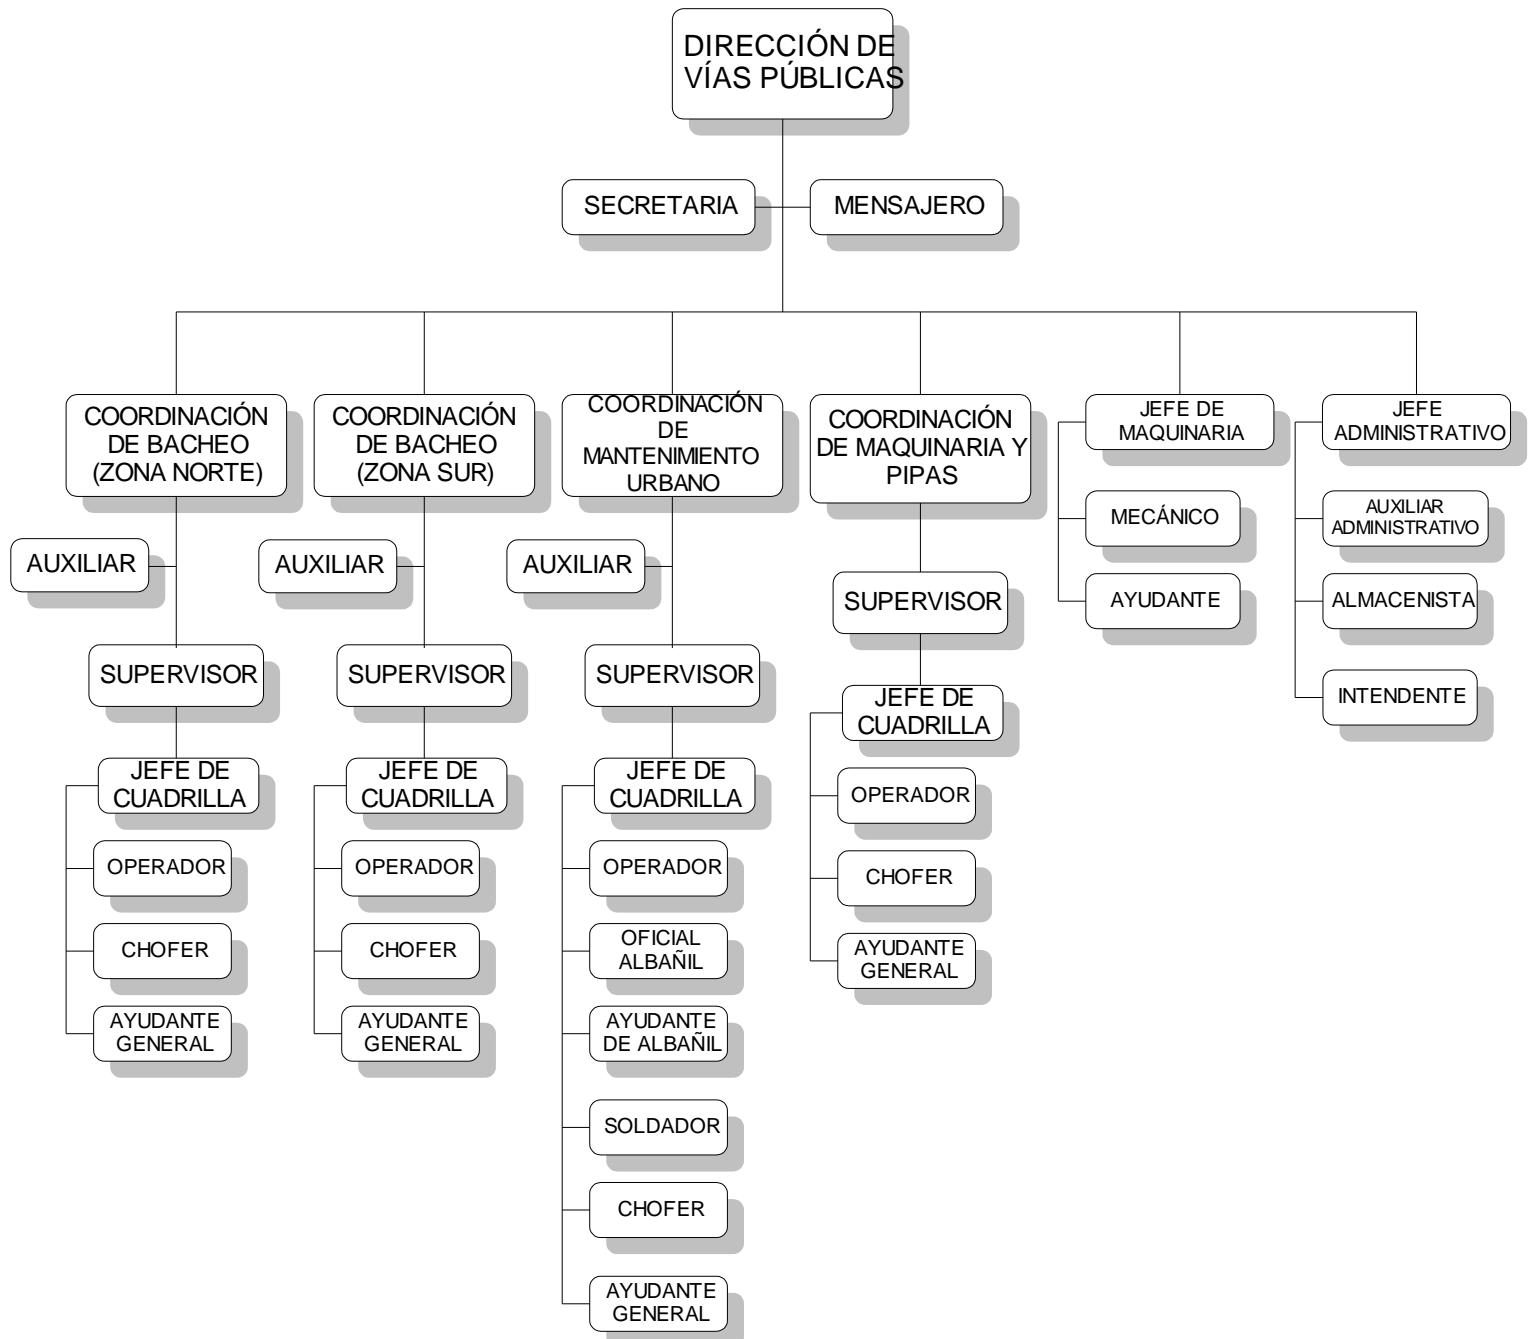 DIRECCIÓN DE
VÍAS PÚBLICAS
SECRETARIA
MENSAJERO
COORDINACIÓN
DE BACHEO
(ZONA NORTE)
COORDINACIÓN
DE BACHEO
(ZONA SUR)
COORDINACIÓN
DE
MANTENIMIENTO
URBANO
COORDINACIÓN
DE MAQUINARIA Y
PIPAS
JEFE DE
MAQUINARIA
JEFE
ADMINISTRATIVO
AUXILIAR
AUXILIAR
AUXILIAR
SUPERVISOR
SUPERVISOR
SUPERVISOR
SUPERVISOR
MECÁNICO
AYUDANTE
AUXILIAR
ADMINISTRATIVO
ALMACENISTA
INTENDENTE
JEFE DE
CUADRILLA
OPERADOR
CHOFER
AYUDANTE
GENERAL
JEFE DE
CUADRILLA
OPERADOR
CHOFER
AYUDANTE
GENERAL
JEFE DE
CUADRILLA
OPERADOR
OFICIAL
ALBAÑIL
AYUDANTE
DE ALBAÑIL
SOLDADOR
CHOFER
AYUDANTE
GENERAL
JEFE DE
CUADRILLA
OPERADOR
CHOFER
AYUDANTE
GENERAL